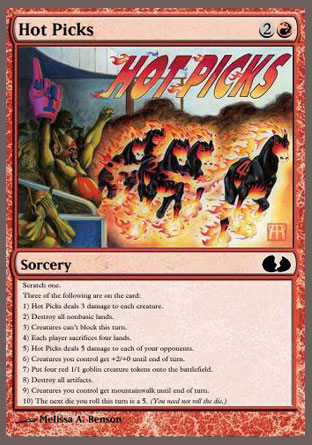 Hot Picks 2
HOT PICKS
1
Sorcery
Scratch one.
Three of the following are on the card:
1) Hot Picks deals 3 damage to each creature.
2) Destroy all nonbasic lands.
3) Creatures can't block this turn.
4) Each player sacrifices four lands.
5) Hot Picks deals 5 damage to each of your opponents.
6) Creatures you control get +2/+0 until end of turn.
7) Put four red 1/1 goblin creature tokens onto the battlefield.
8) Destroy all artifacts.
9) Creatures you control get mountainwalk until end of turn.
10) The next die you roll this turn is a 5. (You need not roll the die.)
Melissa A. Benson